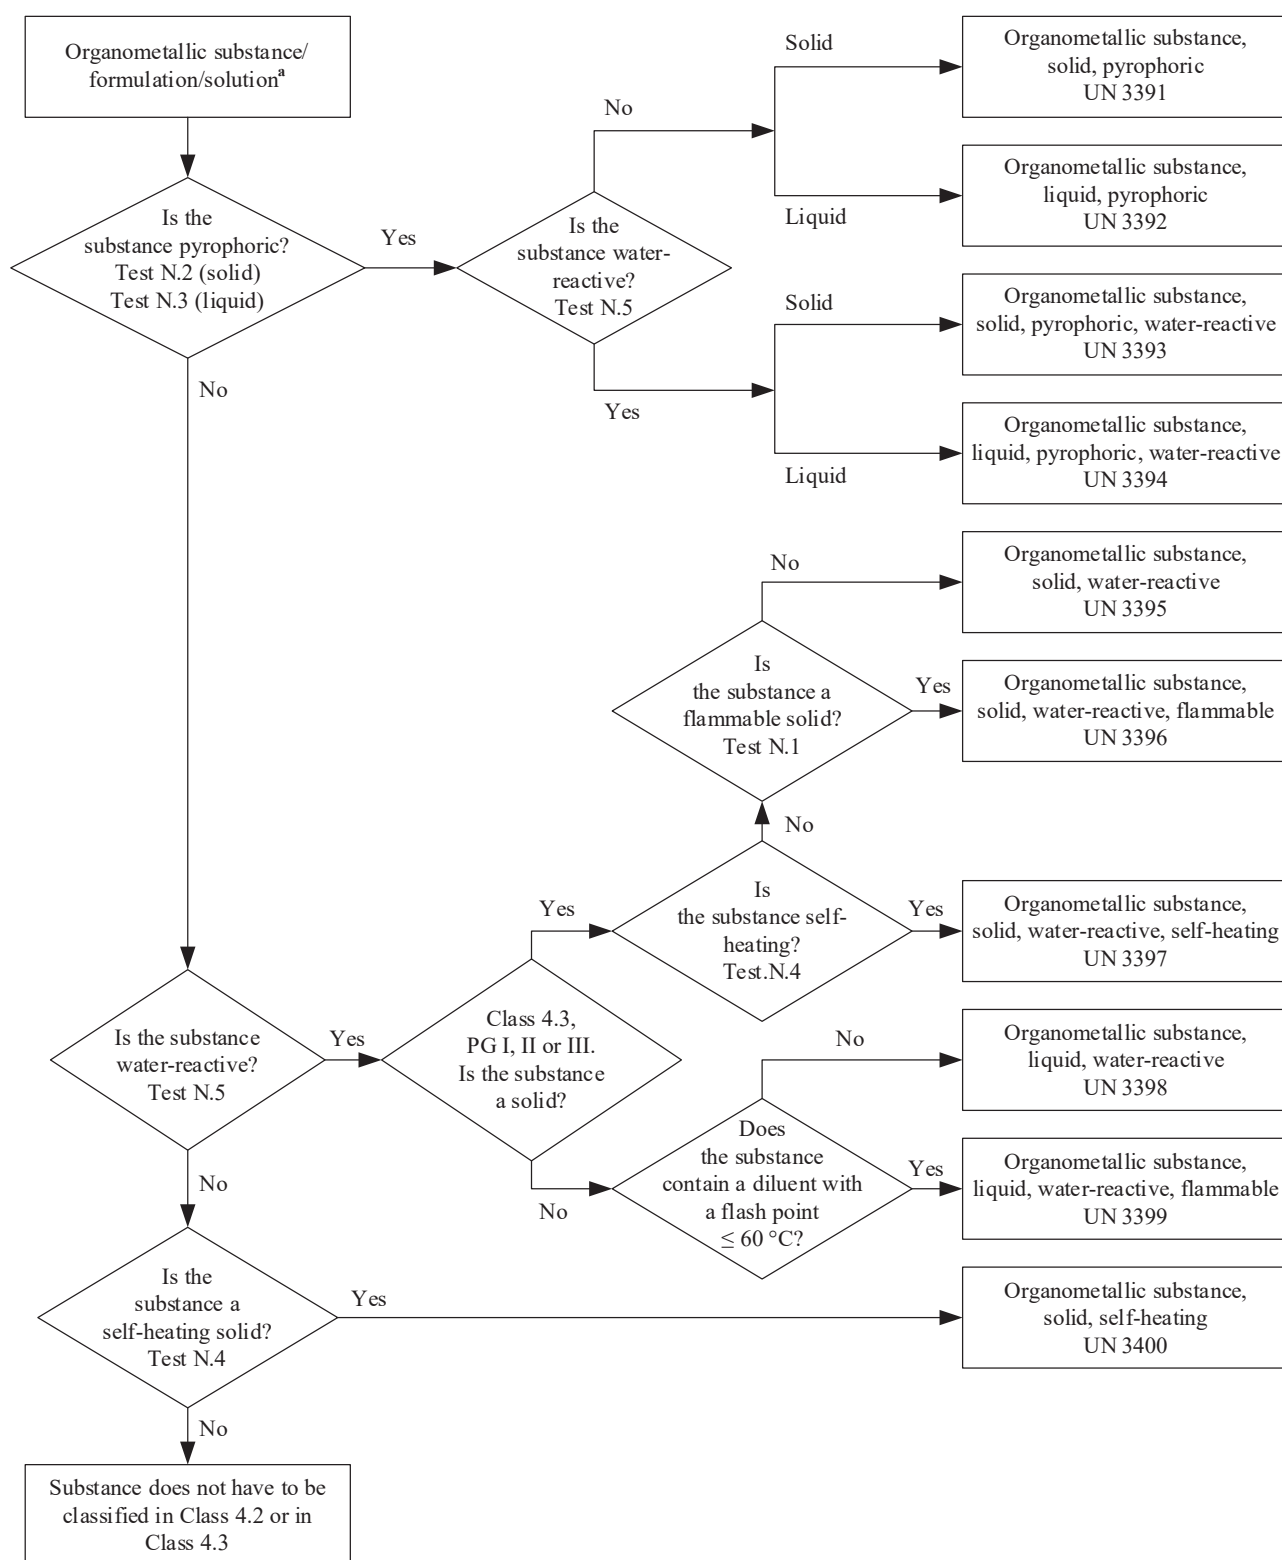 Organometallic substance/
formulation/solutionᵃ
Solid
Organometallic substance,
solid, pyrophoric
UN 3391
No
Organometallic substance,
liquid, pyrophoric
UN 3392
Liquid
Is the
substance pyrophoric?
Test N.2 (solid)
Test N.3 (liquid)
Yes
Is the
substance water-
reactive?
Test N.5
Solid
Organometallic substance,
solid, pyrophoric, water-reactive
UN 3393
No
Yes
Organometallic substance,
liquid, pyrophoric, water-reactive
UN 3394
Liquid
No
Organometallic substance,
solid, water-reactive
UN 3395
Is
the substance a
flammable solid?
Test N.1
Yes
Organometallic substance,
solid, water-reactive, flammable
UN 3396
No
Yes
Is
the substance self-
heating?
Test.N.4
Yes
Organometallic substance,
solid, water-reactive, self-heating
UN 3397
Is the substance
water-reactive?
Test N.5
Yes
Class 4.3,
PG I, II or III.
Is the substance
a solid?
No
Organometallic substance,
liquid, water-reactive
UN 3398
No
No
Does
the substance
contain a diluent with
a flash point
≤ 60 °C?
Yes
Organometallic substance,
liquid, water-reactive, flammable
UN 3399
Is the
substance a
self-heating solid?
Test N.4
Yes
Organometallic substance,
solid, self-heating
UN 3400
No
Substance does not have to be
classified in Class 4.2 or in
Class 4.3